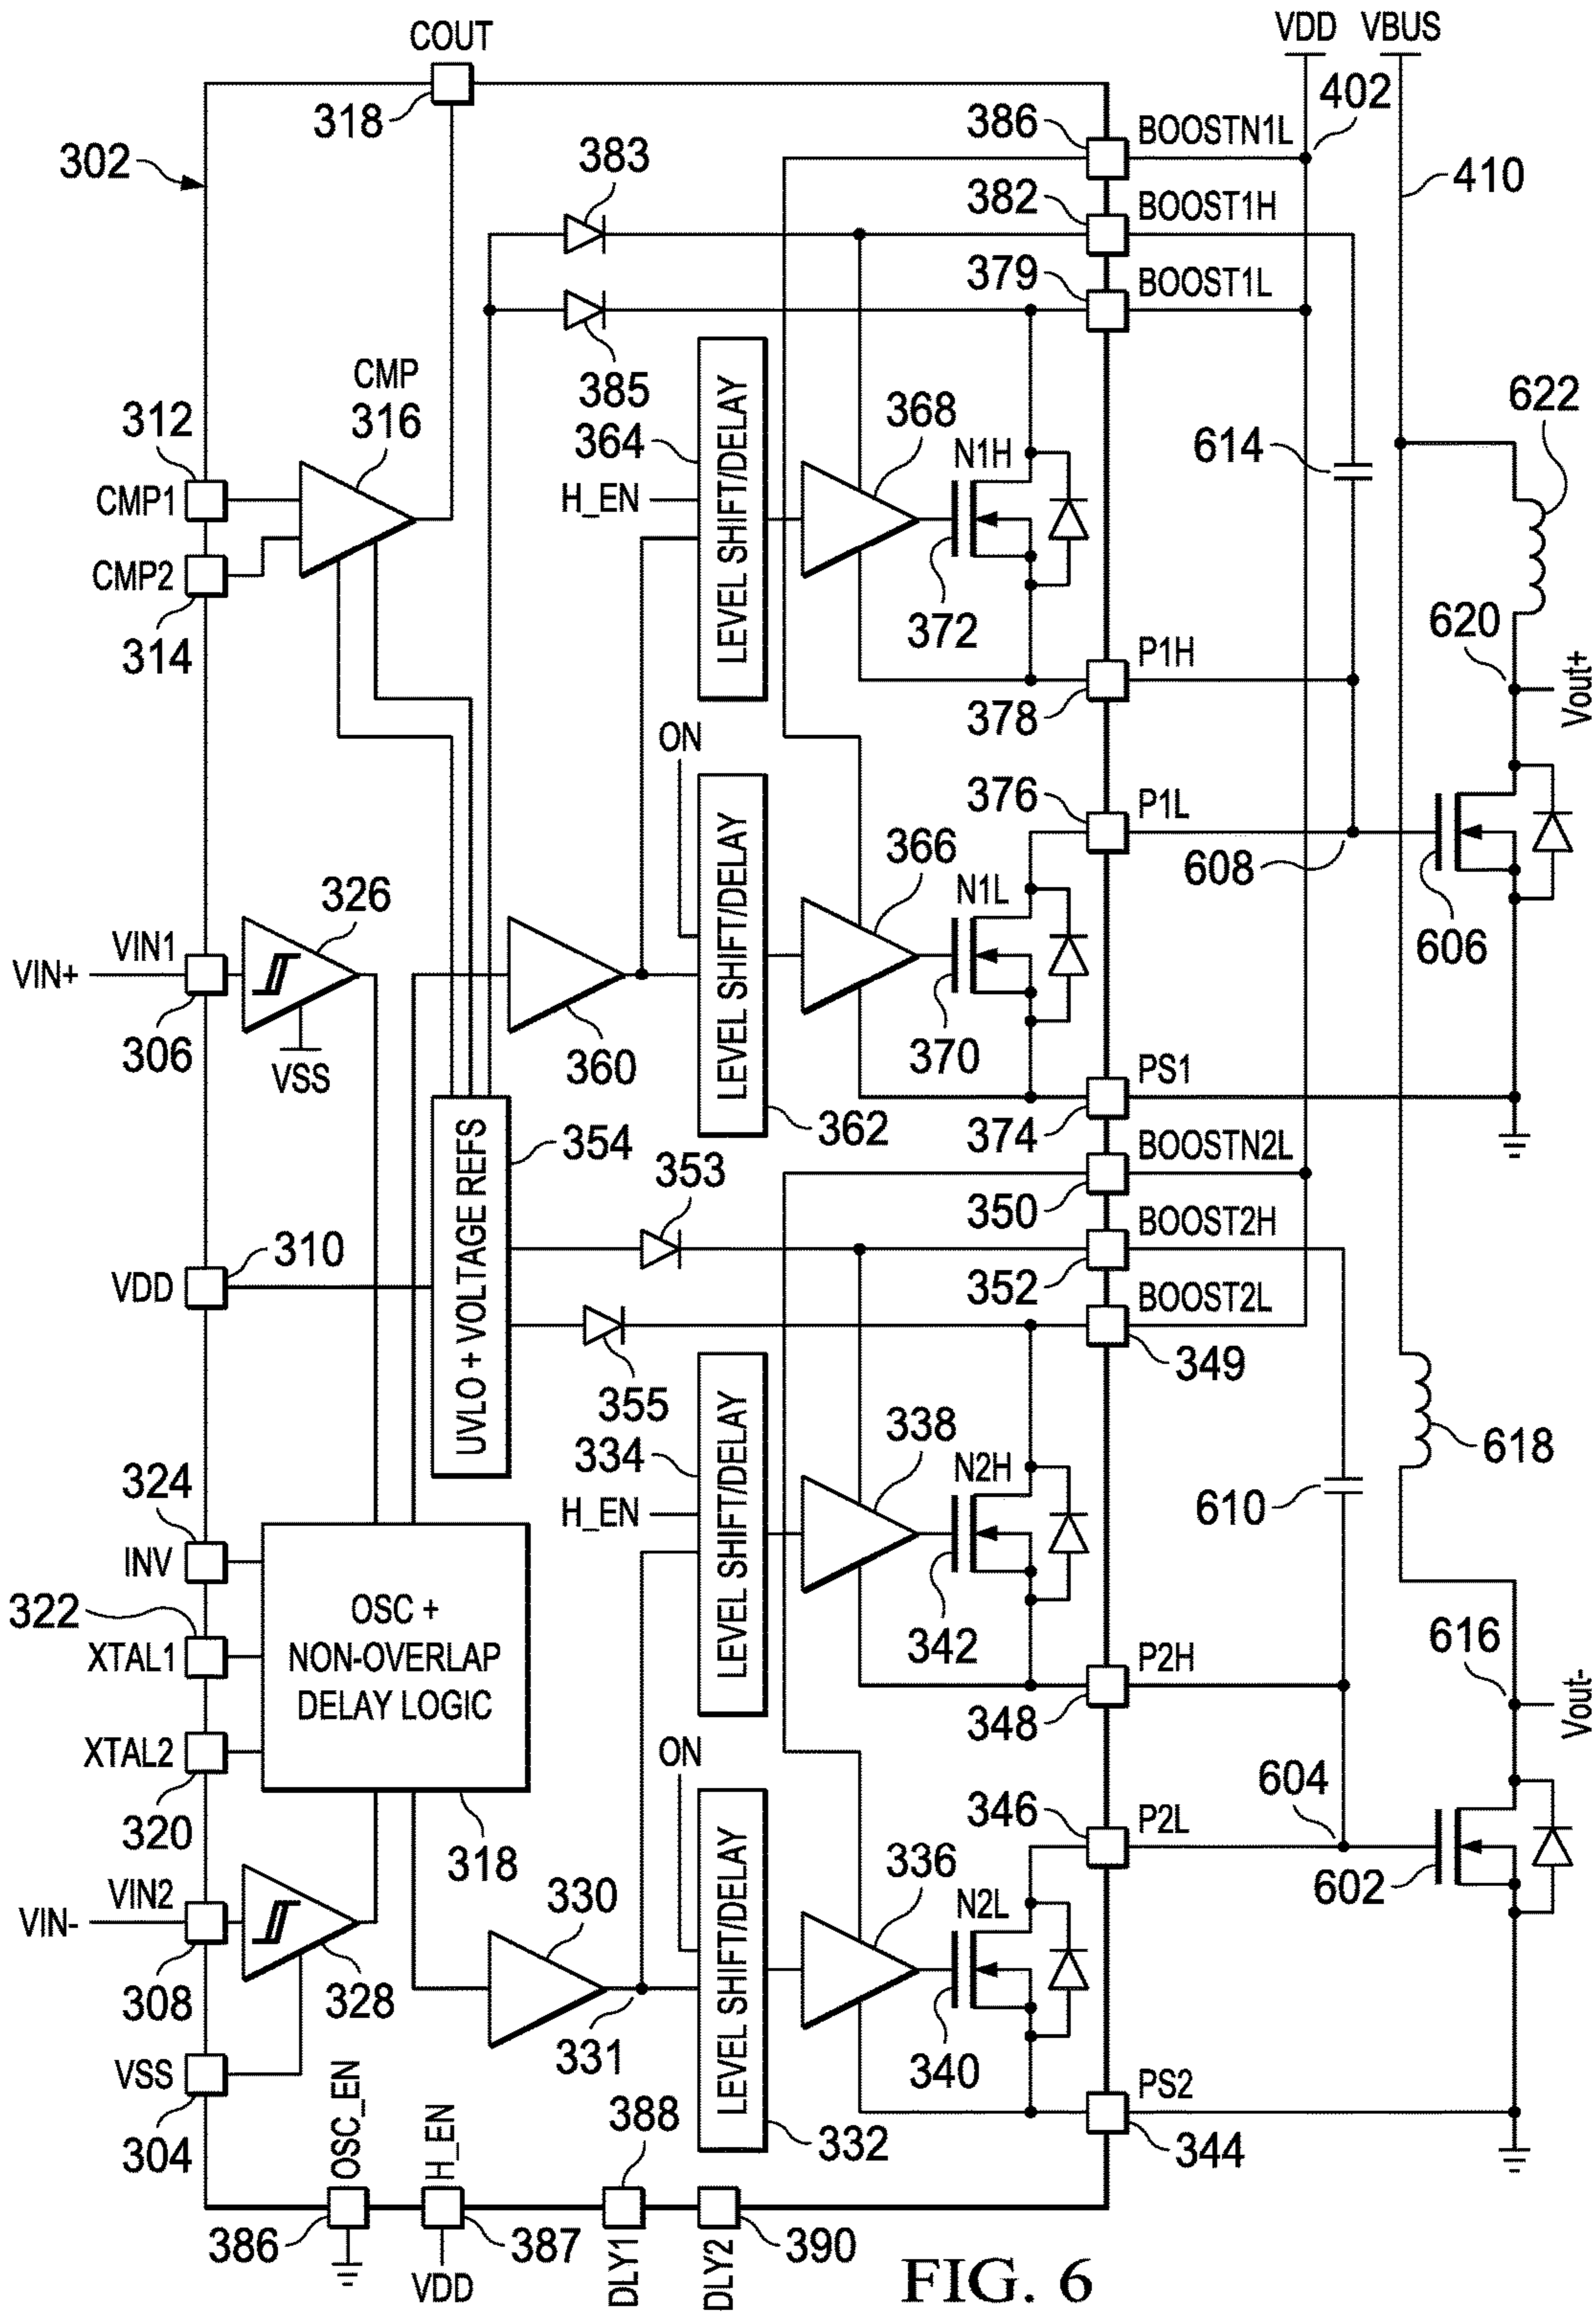 COUT
318
302
VDD
VBUS
402
386
BOOSTN1L
410
383
382
BOOST1H
379
BOOST1L
385
CMP
316
312
CMP1
CMP2
314
364
H_EN
LEVEL SHIFT/DELAY
368
N1H
372
614
622
620
Vout+
P1H
378
ON
376
P1L
608
606
326
VIN1
VIN+
306
VSS
360
LEVEL SHIFT/DELAY
366
N1L
370
362
PS1
374
354
UVLO + VOLTAGE REFS
353
BOOSTN2L
350
BOOST2H
352
BOOST2L
349
310
VDD
355
334
H_EN
LEVEL SHIFT/DELAY
338
N2H
342
610
618
324
INV
322
XTAL1
XTAL2
320
OSC +
NON-OVERLAP
DELAY LOGIC
318
P2H
348
616
Vout-
ON
346
P2L
604
602
VIN2
VIN-
308
328
330
331
LEVEL SHIFT/DELAY
336
N2L
340
332
VSS
304
PS2
344
OSC_EN
386
H_EN
387
VDD
388
DLY1
DLY2
390
FIG. 6